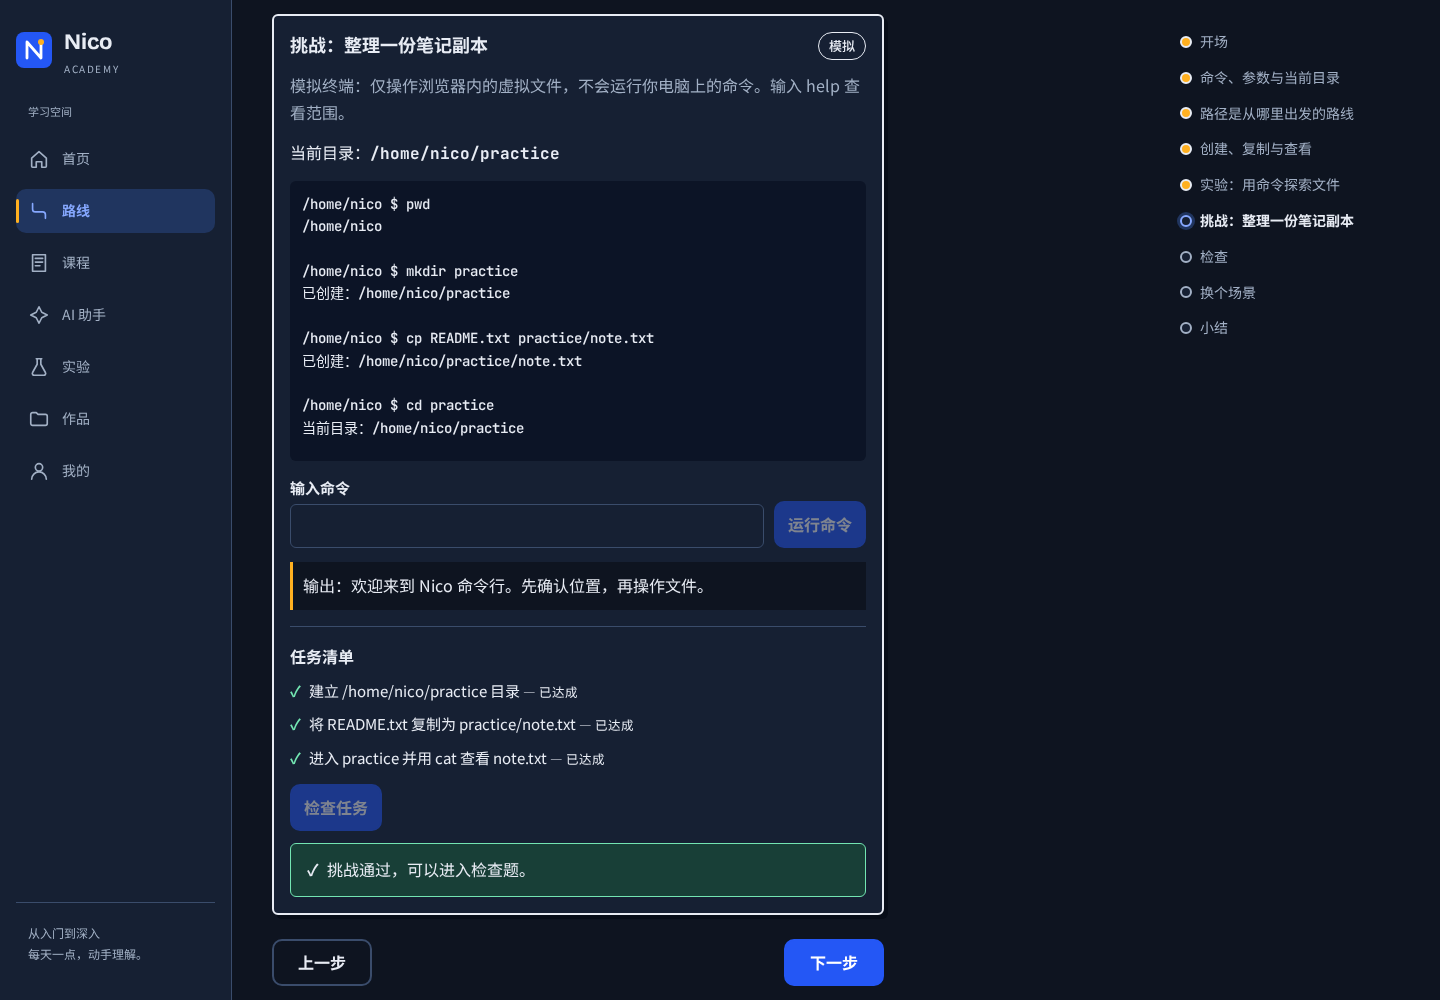 Nico
ACADEMY
学习空间
首页
路线
课程
AI 助手
实验
作品
我的
从入门到深入
每天一点，动手理解。
挑战：整理一份笔记副本
模拟
模拟终端：仅操作浏览器内的虚拟文件，不会运行你电脑上的命令。输入 help 查
看范围。
当前目录：/home/nico/practice
/home/nico $ pwd
/home/nico
/home/nico $ mkdir practice
已创建：/home/nico/practice
/home/nico $ cp README.txt practice/note.txt
已创建：/home/nico/practice/note.txt
/home/nico $ cd practice
当前目录：/home/nico/practice
输入命令
运行命令
输出：欢迎来到 Nico 命令行。先确认位置，再操作文件。
任务清单
✓ 建立 /home/nico/practice 目录 — 已达成
✓ 将 README.txt 复制为 practice/note.txt — 已达成
✓ 进入 practice 并用 cat 查看 note.txt — 已达成
检查任务
✓ 挑战通过，可以进入检查题。
上一步
下一步
开场
命令、参数与当前目录
路径是从哪里出发的路线
创建、复制与查看
实验：用命令探索文件
挑战：整理一份笔记副本
检查
换个场景
小结